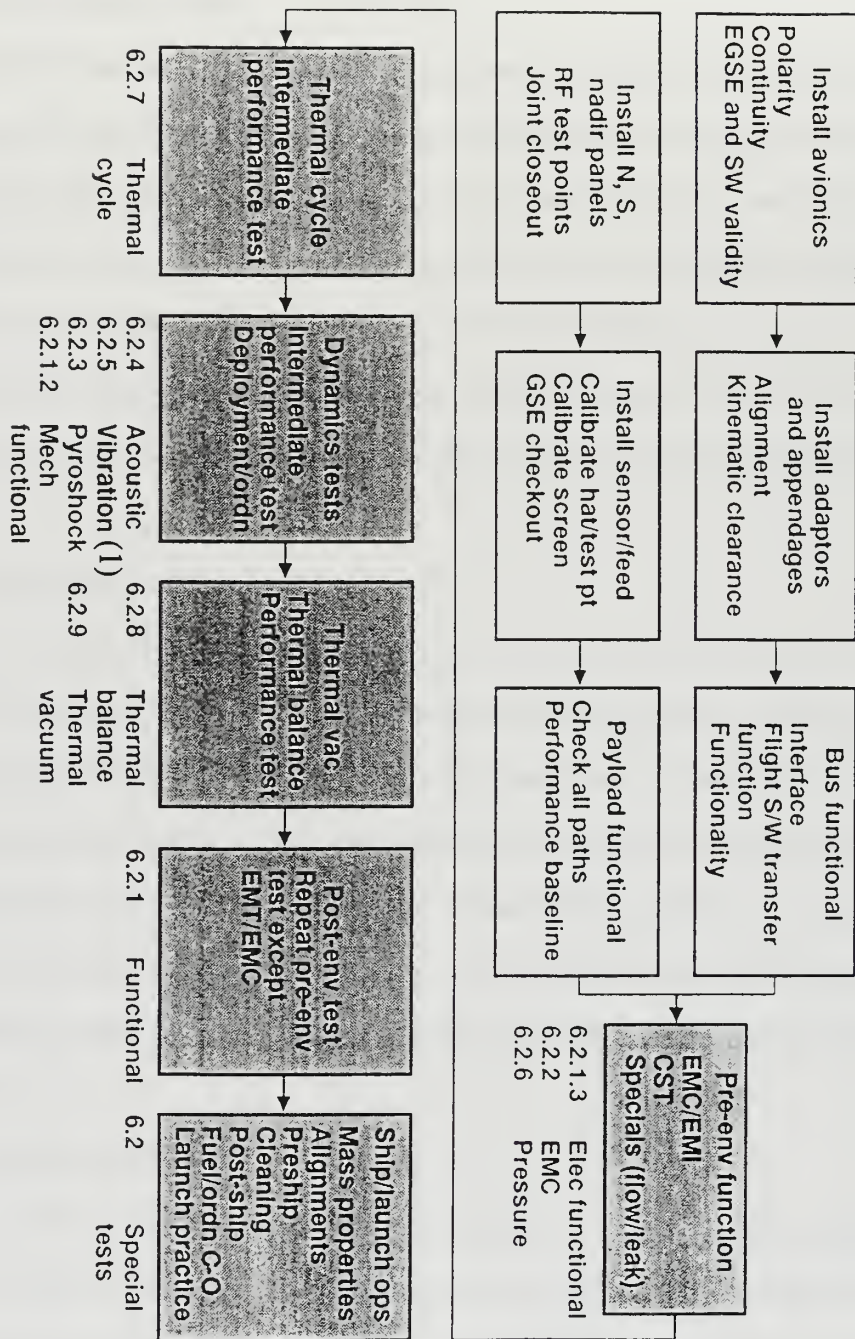 Install avionics
Polarity
Continuity
EGSE and SW validity
Install adaptors
and appendages
Alignment
Kinematic clearance
Bus functional
Interface
Flight S/W transfer
function
Functionality
Install N, S,
nadir panels
RF test points
Joint closeout
Install sensor/feed
Calibrate hat/test pt
Calibrate screen
GSE checkout
Payload functional
Check all paths
Performance baseline
Pre-env function
EMC/EMI
CST
Specials (flow/leak)
6.2.1.3 Elec functional
6.2.2 EMC
6.2.6 Pressure
Thermal cycle
Intermediate
performance test
6.2.7 Thermal
cycle
Dynamics tests
Intermediate
performance test
Deployment/ordn
6.2.4 Acoustic
6.2.5 Vibration (1)
6.2.3 Pyroshock
6.2.1.2 Mech
functional
Thermal vac
Thermal balance
Performance test
6.2.8 Thermal
balance
6.2.9 Thermal
vacuum
Post-env test
Repeat pre-env
test except
EMT/EMC
6.2.1 Functional
Ship/launch ops
Mass properties
Alignments
Preship
Cleaning
Post-ship
Fuel/ordn C-O
Launch practice
6.2 Special
tests